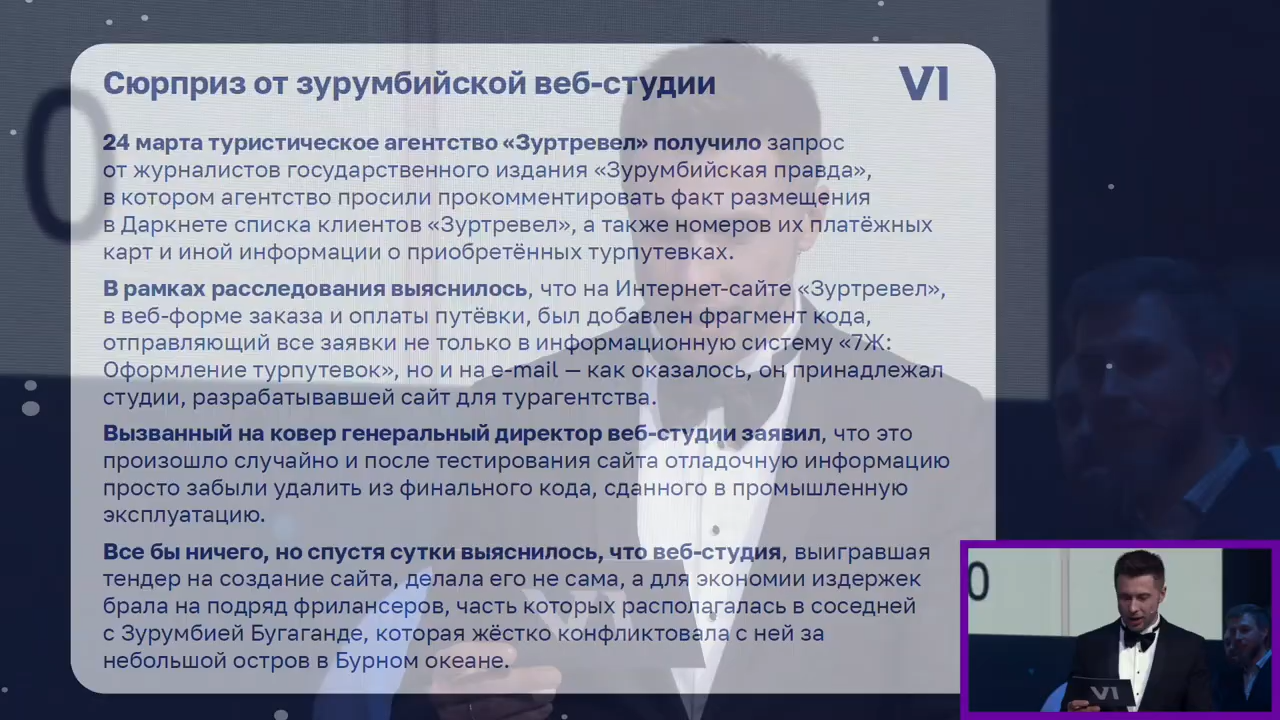 Сюрприз от зурумбийской веб-студии
VI
24 марта туристическое агентство «Зуртревел» получило запрос
от журналистов государственного издания «Зурумбийская правда»,
в котором агентство просили прокомментировать факт размещения
в Даркнете списка клиентов «Зуртревел», а также номеров их платёжных
карт и иной информации о приобретённых турпутевках.
В рамках расследования выяснилось, что на Интернет-сайте «Зуртревел»,
в веб-форме заказа и оплаты путёвки, был добавлен фрагмент кода,
отправляющий все заявки не только в информационную систему «7Ж:
Оформление турпутевок», но и на e-mail — как оказалось, он принадлежал
студии, разрабатывавшей сайт для турагентства.
Вызванный на ковер генеральный директор веб-студии заявил, что это
произошло случайно и после тестирования сайта отладочную информацию
просто забыли удалить из финального кода, сданного в промышленную
эксплуатацию.
Все бы ничего, но спустя сутки выяснилось, что веб-студия, выигравшая
тендер на создание сайта, делала его не сама, а для экономии издержек
брала на подряд фрилансеров, часть которых располагалась в соседней
с Зурумбией Бугаганде, которая жёстко конфликтовала с ней за
небольшой остров в Бурном океане.
0
VI
0
VI